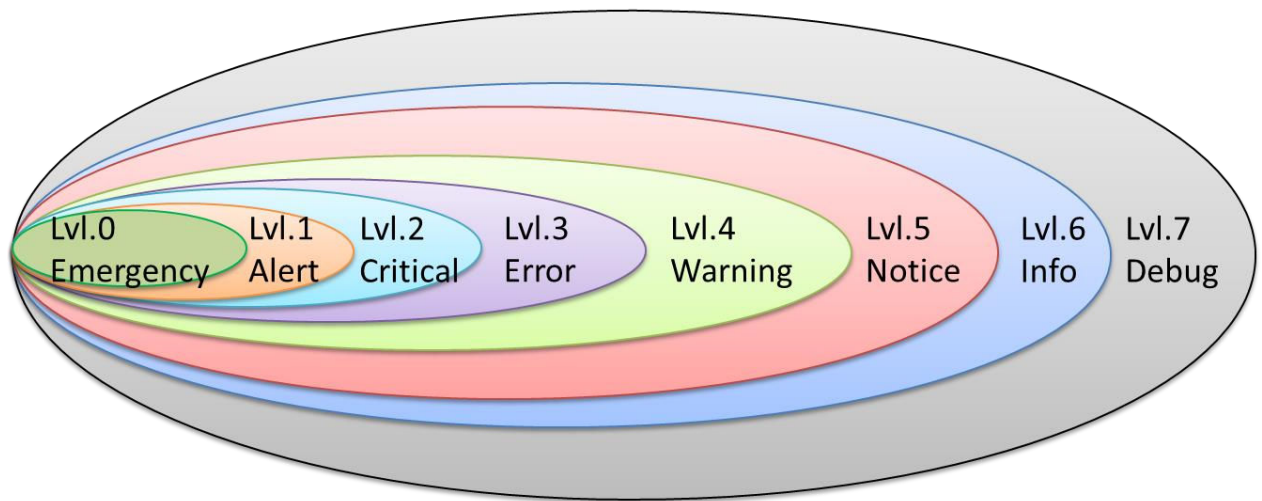 Lvl.0
Emergency
Lvl.1
Alert
Lvl.2
Critical
Lvl.3
Error
Lvl.4
Warning
Lvl.5
Notice
Lvl.6
Info
Lvl.7
Debug